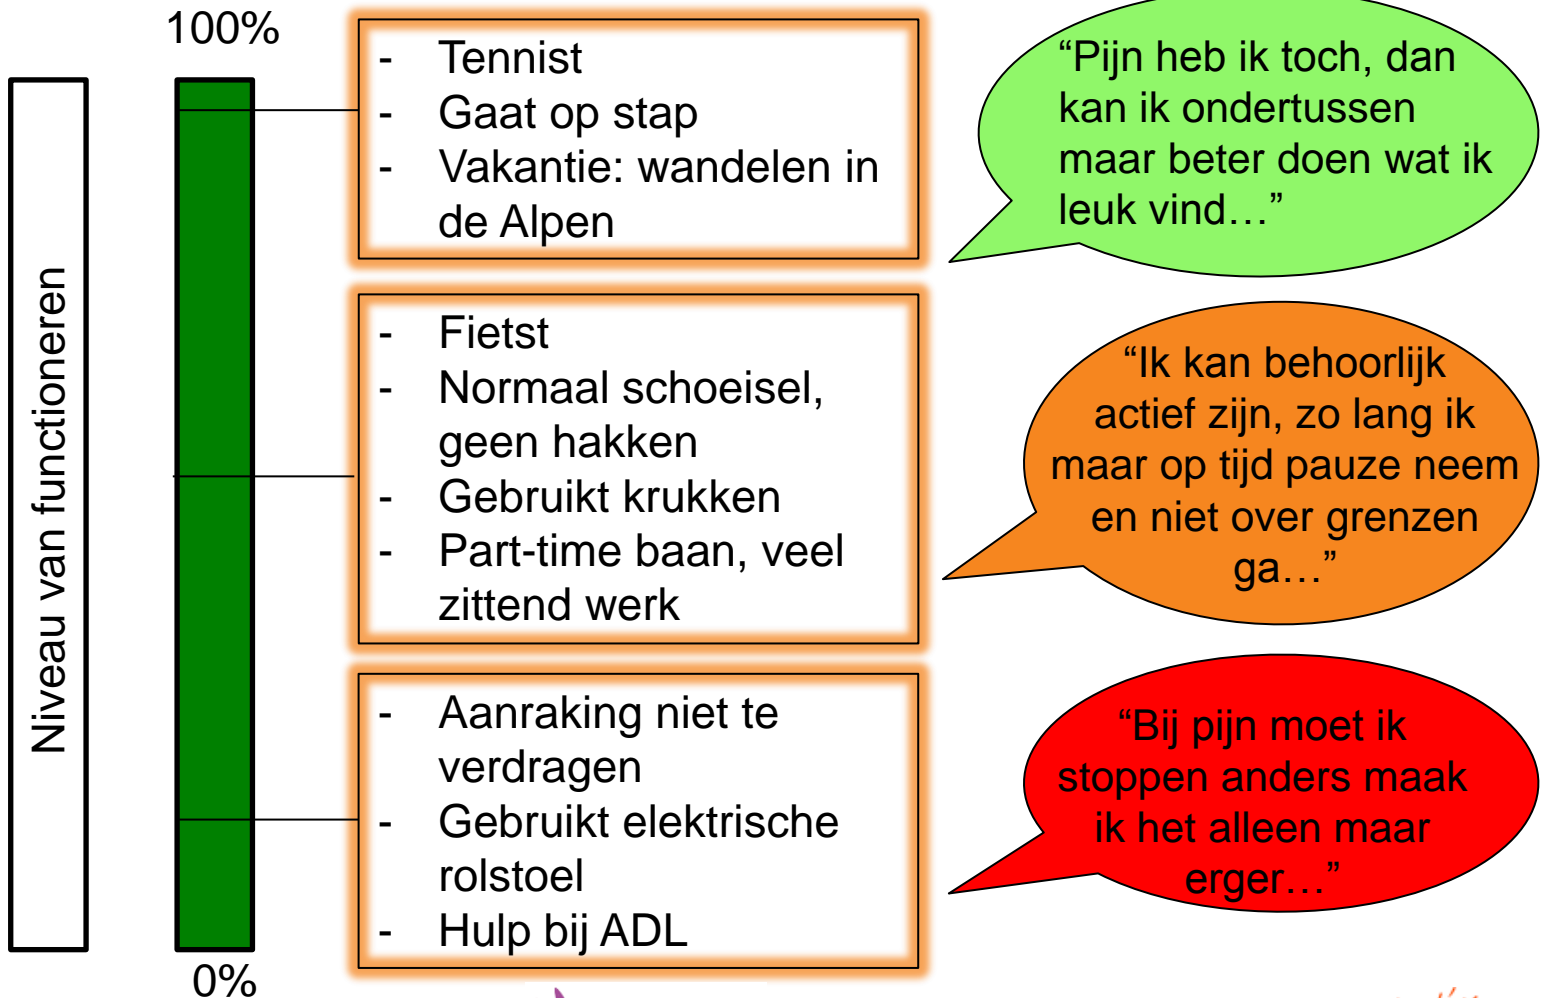 100%
Niveau van functioneren
- Tennist
- Gaat op stap
- Vakantie: wandelen in
de Alpen
“Pijn heb ik toch, dan
kan ik ondertussen
maar beter doen wat ik
leuk vind…”
- Fietst
- Normaal schoeisel,
geen hakken
- Gebruikt krukken
- Part-time baan, veel
zittend werk
“Ik kan behoorlijk
actief zijn, zo lang ik
maar op tijd pauze neem
en niet over grenzen
ga…”
- Aanraking niet te
verdragen
- Gebruikt elektrische
rolstoel
- Hulp bij ADL
“Bij pijn moet ik
stoppen anders maak
ik het alleen maar
erger…”
0%